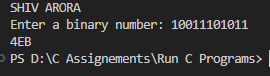 SHIV ARORA
Enter a binary number: 10011101011
4EB
PS D:\C Assignements\Run C Programs>